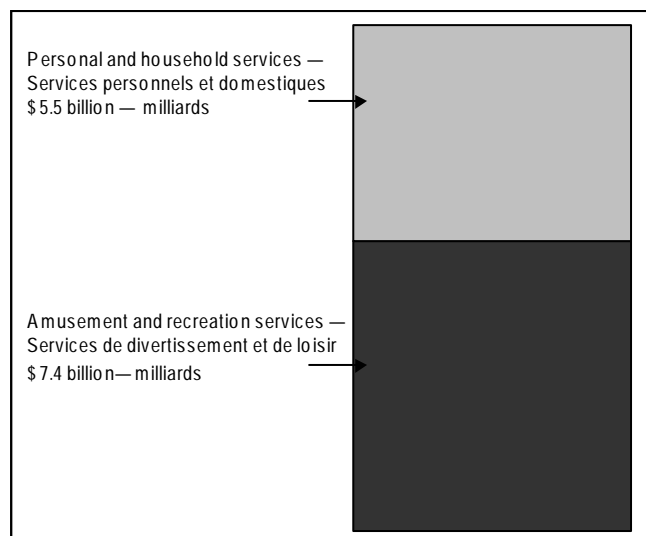 Personal and household services —
Services personnels et domestiques
$5.5 billion — milliards
Amusement and recreation services —
Services de divertissement et de loisir
$7.4 billion— milliards